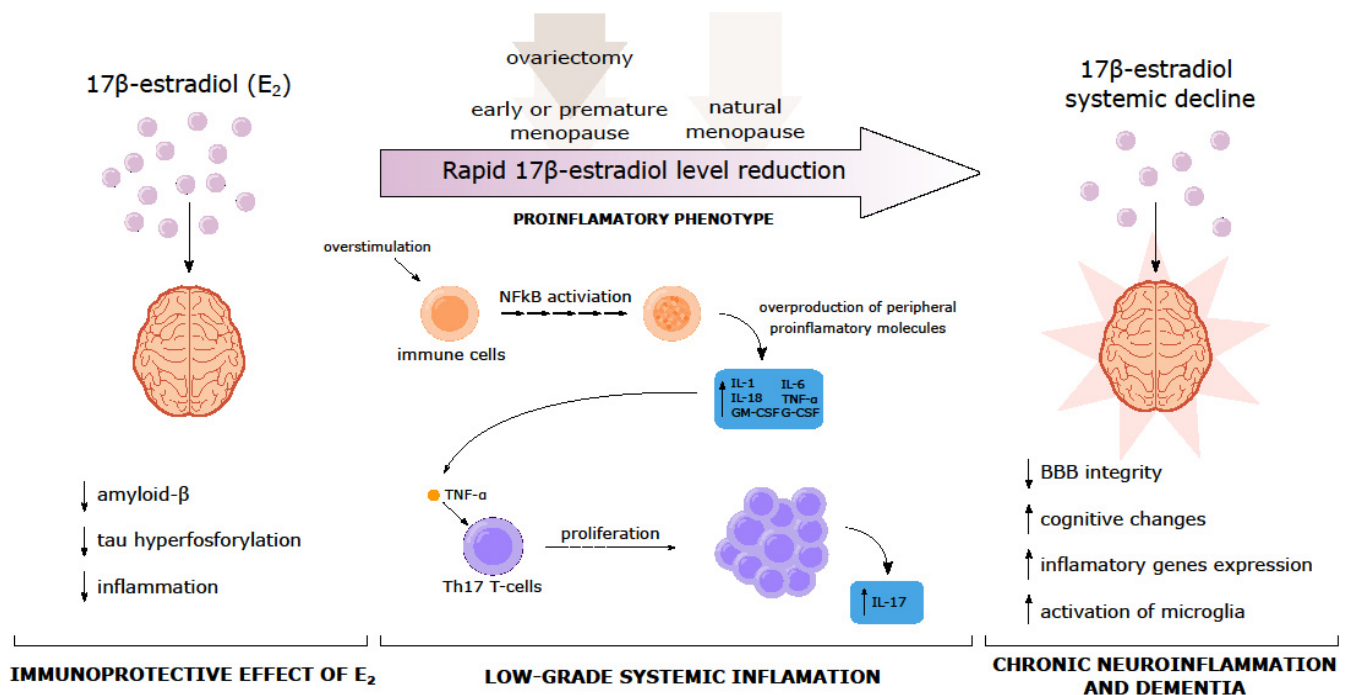 17β-estradiol (E₂)
↓ amyloid-β
↓ tau hyperfosforylation
↓ inflammation
IMMUNOPROTECTIVE EFFECT OF E₂
ovariectomy
early or premature
menopause
natural
menopause
Rapid 17β-estradiol level reduction
PROINFLAMATORY PHENOTYPE
overstimulation
immune cells
NFkB activiation
overproduction of peripheral
proinflamatory molecules
↑ IL-1 IL-6
IL-18 TNF-α
GM-CSF G-CSF
TNF-α
Th17 T-cells
proliferation
↑ IL-17
LOW-GRADE SYSTEMIC INFLAMATION
17β-estradiol
systemic decline
↓ BBB integrity
↑ cognitive changes
↑ inflamatory genes expression
↑ activation of microglia
CHRONIC NEUROINFLAMMATION
AND DEMENTIA